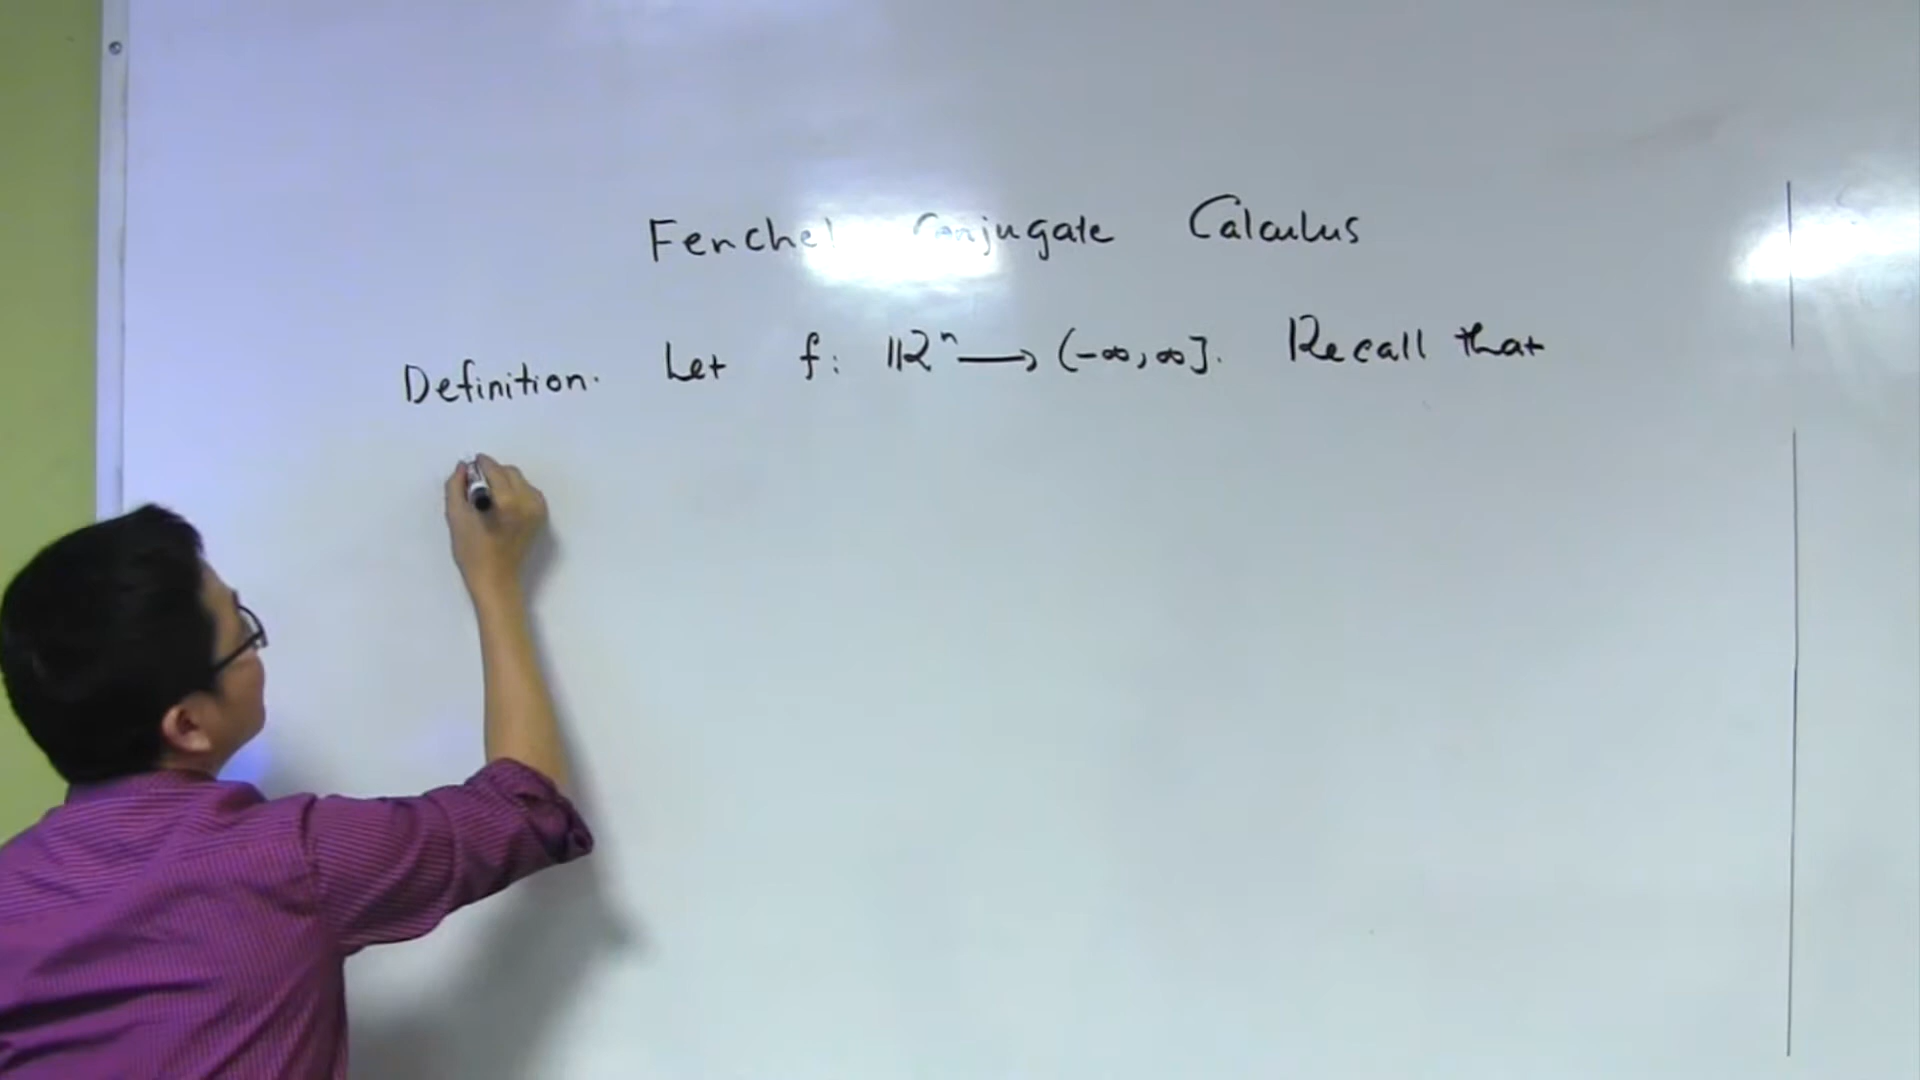 Fenchel Conjugate Calculus
Definition. Let f: ℝⁿ ⟶ (-∞, ∞]. Recall that